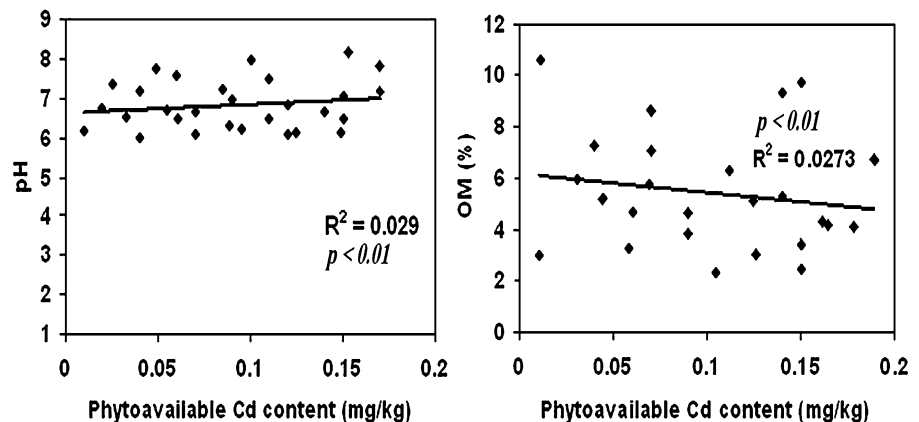 9
8
7
6
5
4
3
2
1
pH
R² = 0.029
p < 0.01
0 0.05 0.1 0.15 0.2
Phytoavailable Cd content (mg/kg)
12
10
8
6
4
2
0
OM (%)
p < 0.01
R² = 0.0273
0 0.05 0.1 0.15 0.2
Phytoavailable Cd content (mg/kg)